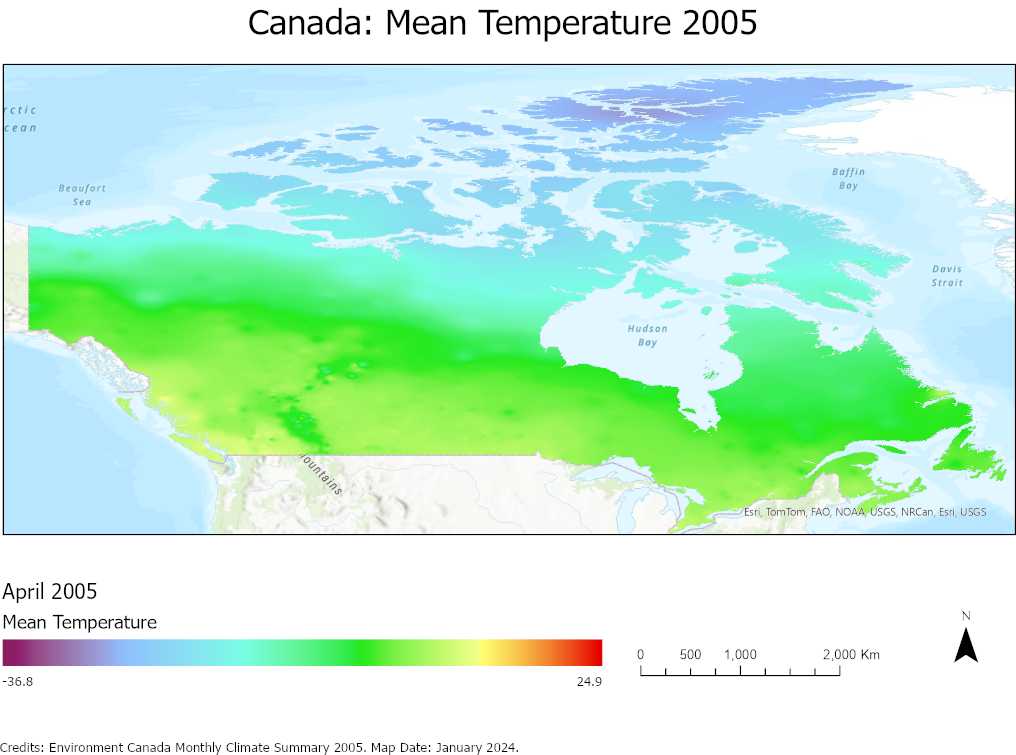 Canada: Mean Temperature 2005
rctic
cean
Beaufort
Sea
Baffin
Bay
Davis
Strait
Hudson
Bay
ountains
Esri, TomTom, FAO, NOAA, USGS, NRCan, Esri, USGS
April 2005
Mean Temperature
-36.8
24.9
0 500 1,000 2,000 Km
N
Credits: Environment Canada Monthly Climate Summary 2005. Map Date: January 2024.